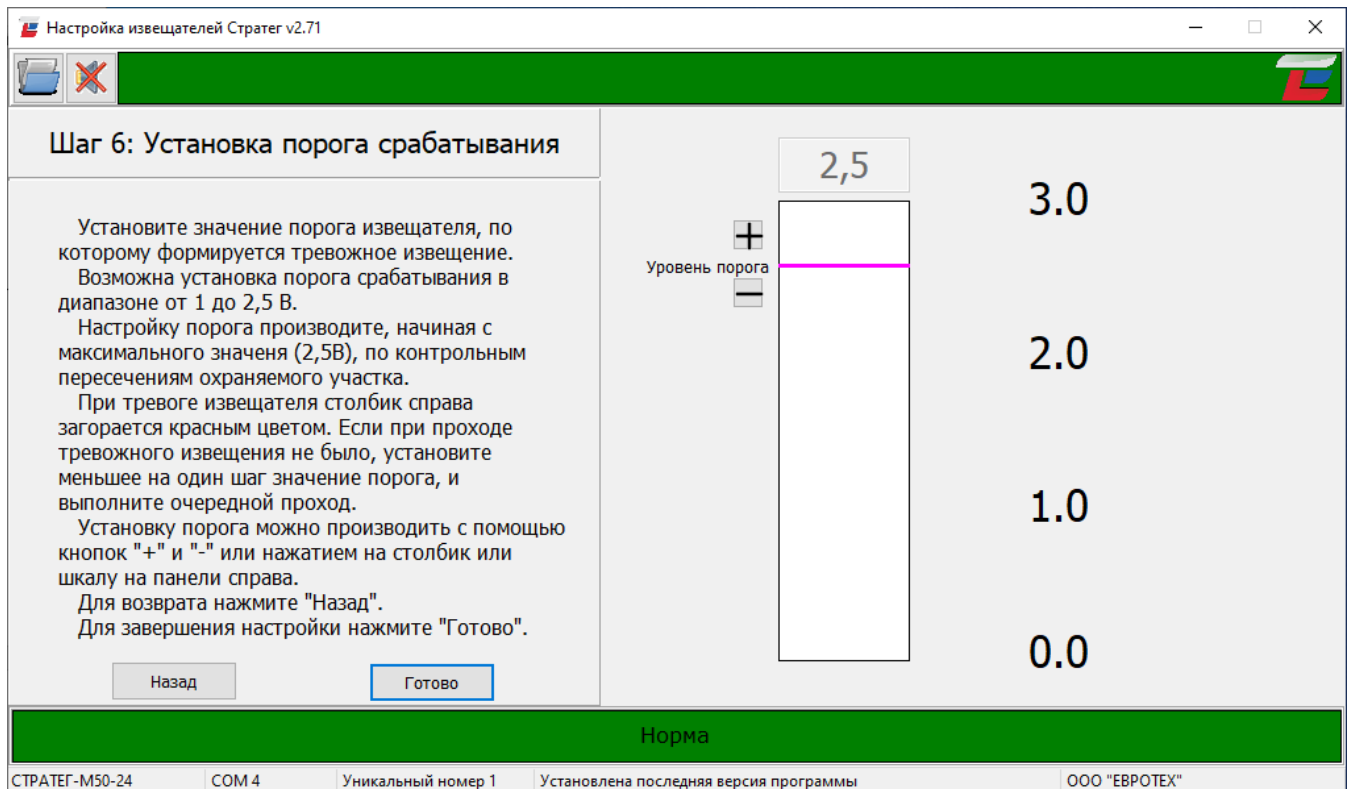 Настройка извещателей Стратег v2.71
Шаг 6: Установка порога срабатывания
Установите значение порога извещателя, по
которому формируется тревожное извещение.
Возможна установка порога срабатывания в
диапазоне от 1 до 2,5 В.
Настройку порога производите, начиная с
максимального значеня (2,5В), по контрольным
пересечениям охраняемого участка.
При тревоге извещателя столбик справа
загорается красным цветом. Если при проходе
тревожного извещения не было, установите
меньшее на один шаг значение порога, и
выполните очередной проход.
Установку порога можно производить с помощью
кнопок "+" и "-" или нажатием на столбик или
шкалу на панели справа.
Для возврата нажмите "Назад".
Для завершения настройки нажмите "Готово".
Назад
Готово
2,5
Уровень порога
3.0
2.0
1.0
0.0
Норма
СТРАТЕГ-М50-24
COM 4
Уникальный номер 1
Установлена последняя версия программы
ООО "ЕВРОТЕХ"